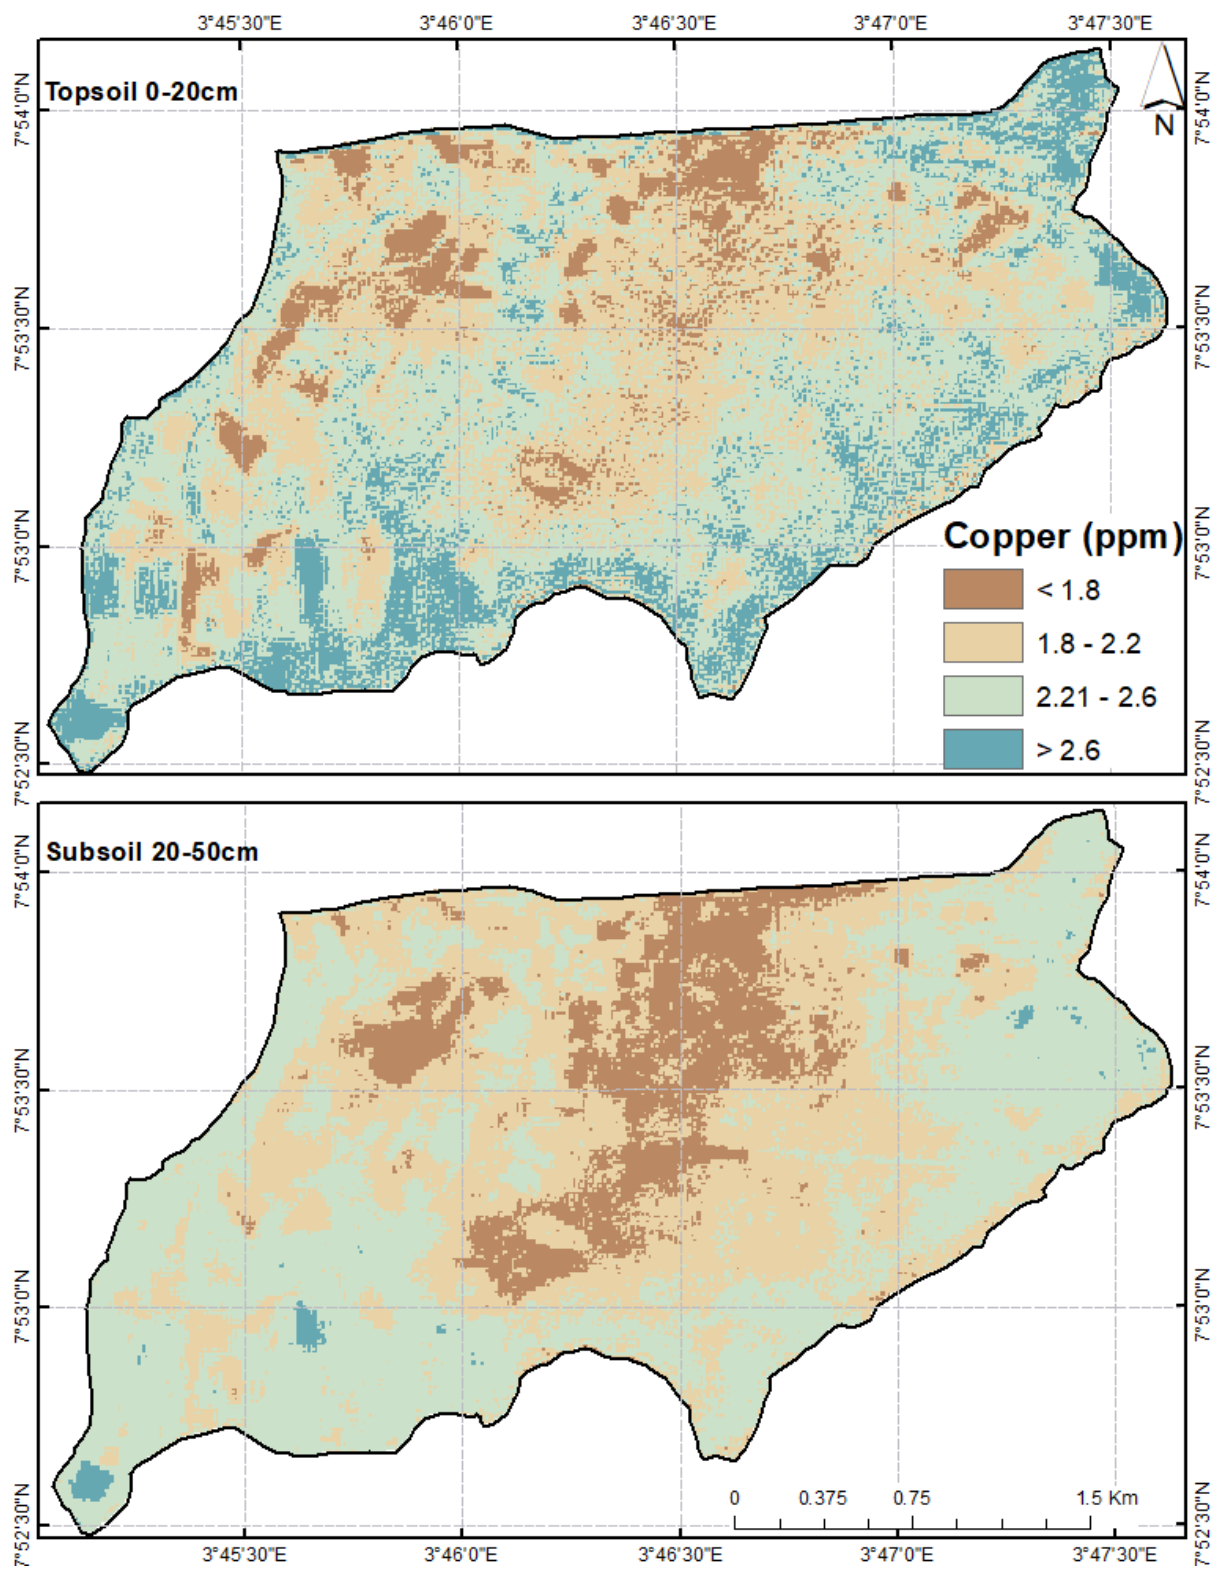 3°45'30"E 3°46'0"E 3°46'30"E 3°47'0"E 3°47'30"E
Topsoil 0-20cm
N
7°54'0"N 7°54'0"N
7°53'30"N 7°53'30"N
7°53'0"N 7°53'0"N
7°52'30"N 7°52'30"N
Copper (ppm)
< 1.8
1.8 - 2.2
2.21 - 2.6
> 2.6
Subsoil 20-50cm
7°54'0"N 7°54'0"N
7°53'30"N 7°53'30"N
7°53'0"N 7°53'0"N
7°52'30"N 7°52'30"N
0 0.375 0.75 1.5 Km
3°45'30"E 3°46'0"E 3°46'30"E 3°47'0"E 3°47'30"E